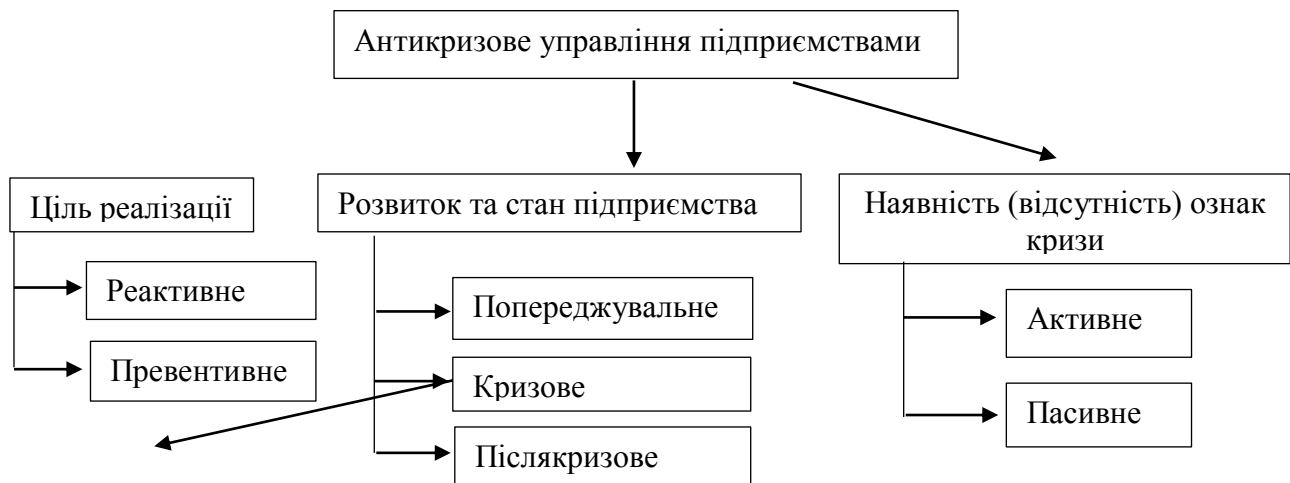 Антикризове управління підприємствами
Ціль реалізації
Реактивне
Превентивне
Розвиток та стан підприємства
Попереджувальне
Кризове
Післякризове
Наявність (відсутність) ознак
кризи
Активне
Пасивне